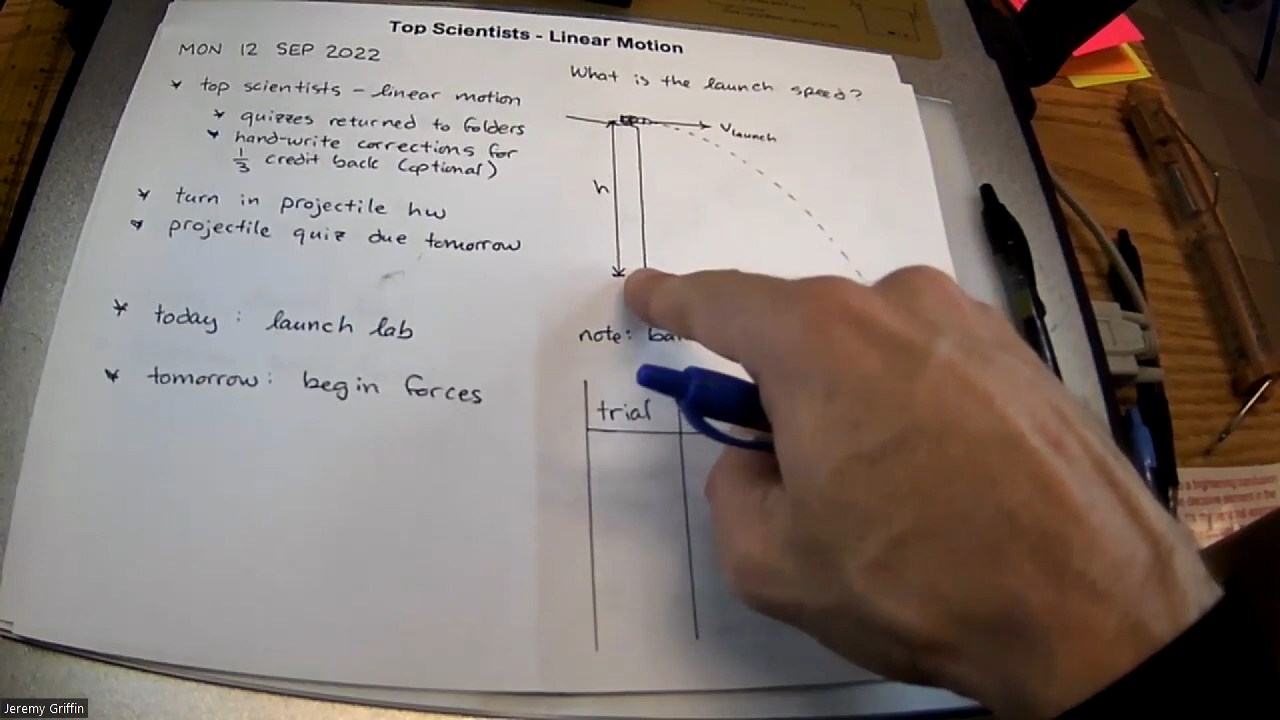 Top Scientists - Linear Motion
MON 12 SEP 2022
* top scientists - linear motion
* quizzes returned to folders
* hand-write corrections for
1/3 credit back (optional)
* turn in projectile hw
* projectile quiz due tomorrow
* today: launch lab
* tomorrow: begin forces
What is the launch speed?
Vlaunch
h
note:
trial
Jeremy Griffin